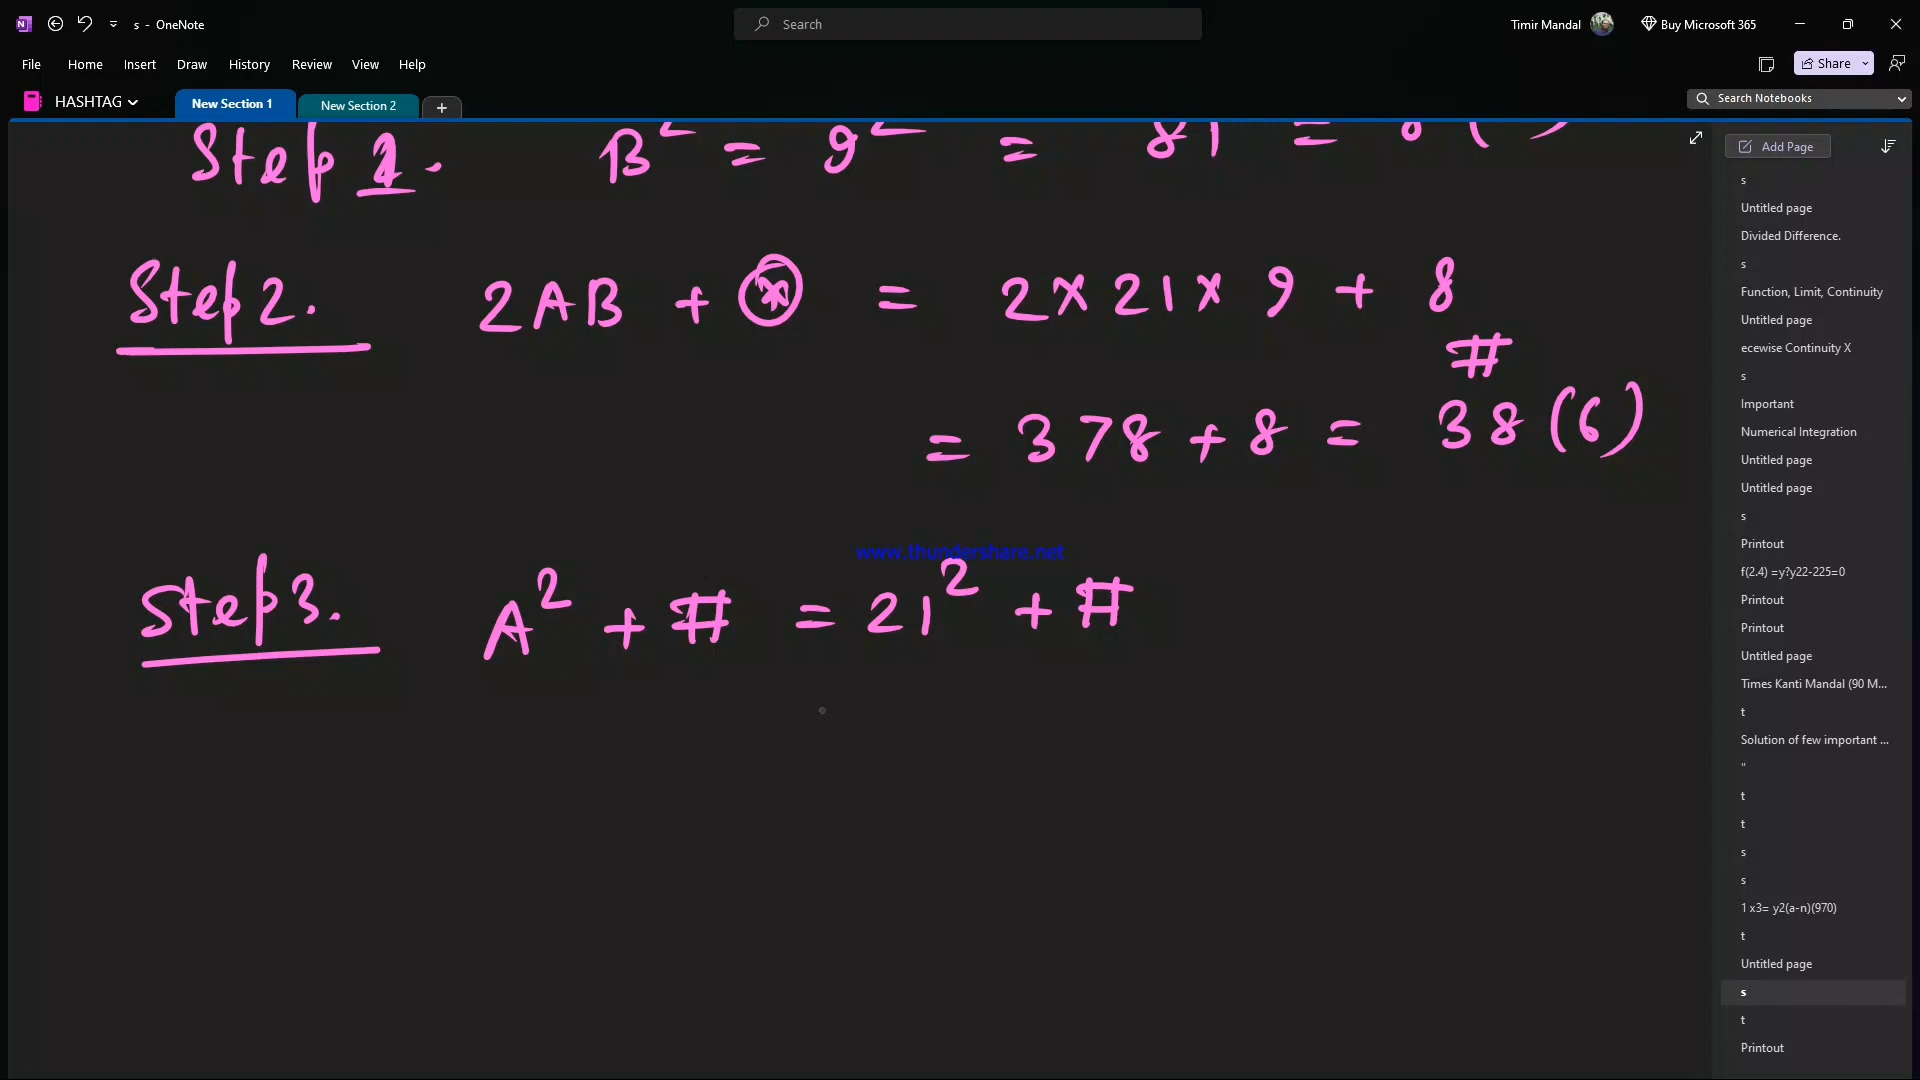 s - OneNote
Search
Timir Mandal
Buy Microsoft 365
File Home Insert Draw History Review View Help
Share
HASHTAG
New Section 1
New Section 2
+
Search Notebooks
Step 1. B² = 9² = 81 = 8(
Step 2. 2AB + * = 2 × 21 × 9 + 8
#
= 378 + 8 = 38(6)
www.thundershare.net
Step 3. A² + # = 21² + #
Add Page
s
Untitled page
Divided Difference.
s
Function, Limit, Continuity
Untitled page
ecewise Continuity X
s
Important
Numerical Integration
Untitled page
Untitled page
s
Printout
f(2.4) =y?y22-225=0
Printout
Printout
Untitled page
Times Kanti Mandal (90 M...
t
Solution of few important ...
"
t
t
s
s
1 x3= y2(a-n)(970)
t
Untitled page
s
t
Printout